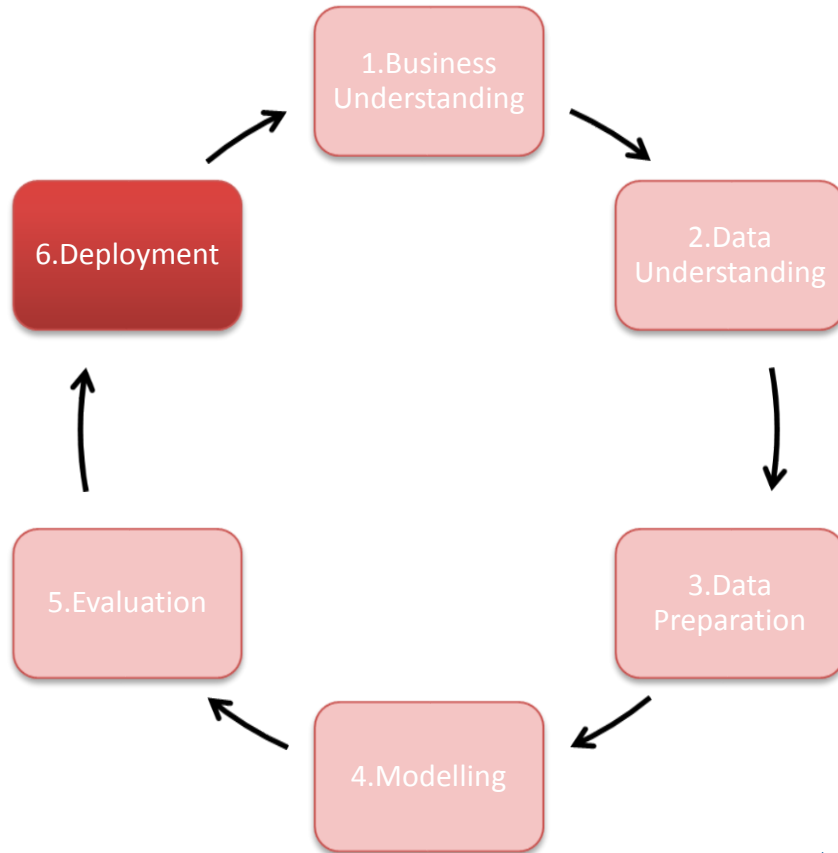 1.Business
Understanding
2.Data
Understanding
3.Data
Preparation
4.Modelling
5.Evaluation
6.Deployment